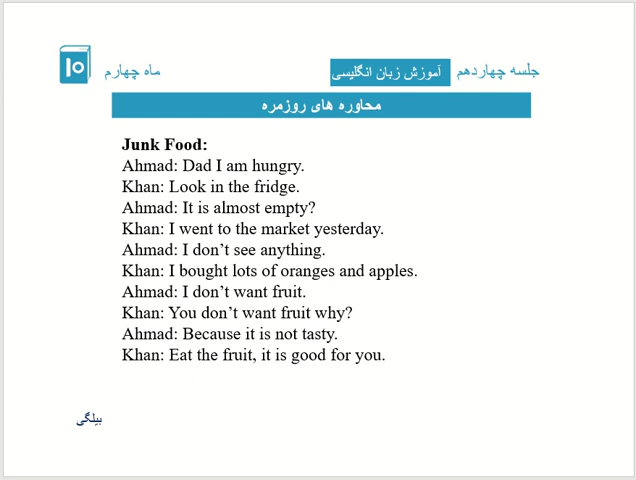 جلسه چهاردهم آموزش زبان انگلیسی ماه چهارم 10
محاوره های روزمره
Junk Food:
Ahmad: Dad I am hungry.
Khan: Look in the fridge.
Ahmad: It is almost empty?
Khan: I went to the market yesterday.
Ahmad: I don’t see anything.
Khan: I bought lots of oranges and apples.
Ahmad: I don’t want fruit.
Khan: You don’t want fruit why?
Ahmad: Because it is not tasty.
Khan: Eat the fruit, it is good for you.
بیلگی